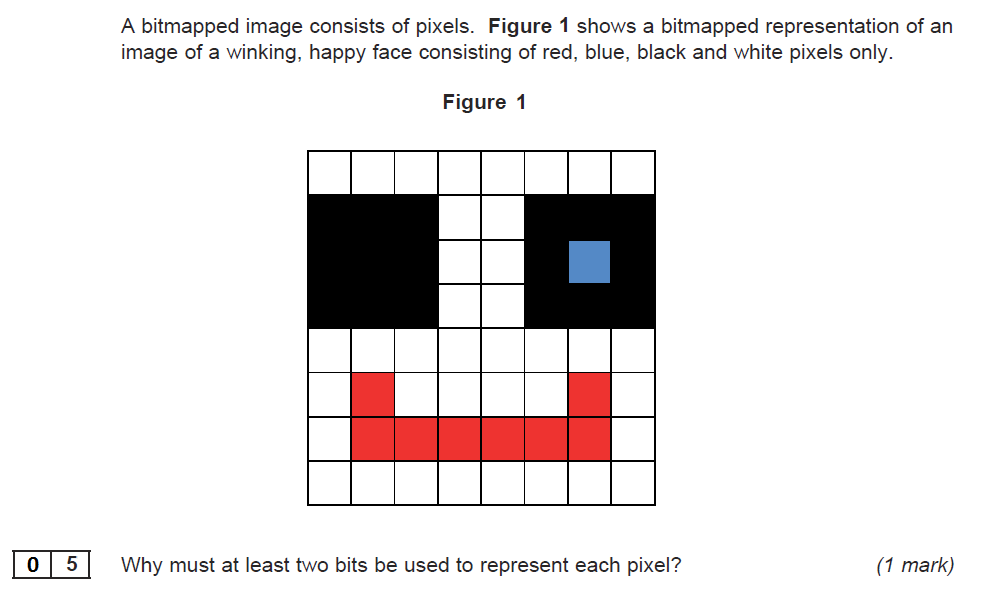 A bitmapped image consists of pixels. Figure 1 shows a bitmapped representation of an
image of a winking, happy face consisting of red, blue, black and white pixels only.
Figure 1
0 5 Why must at least two bits be used to represent each pixel? (1 mark)